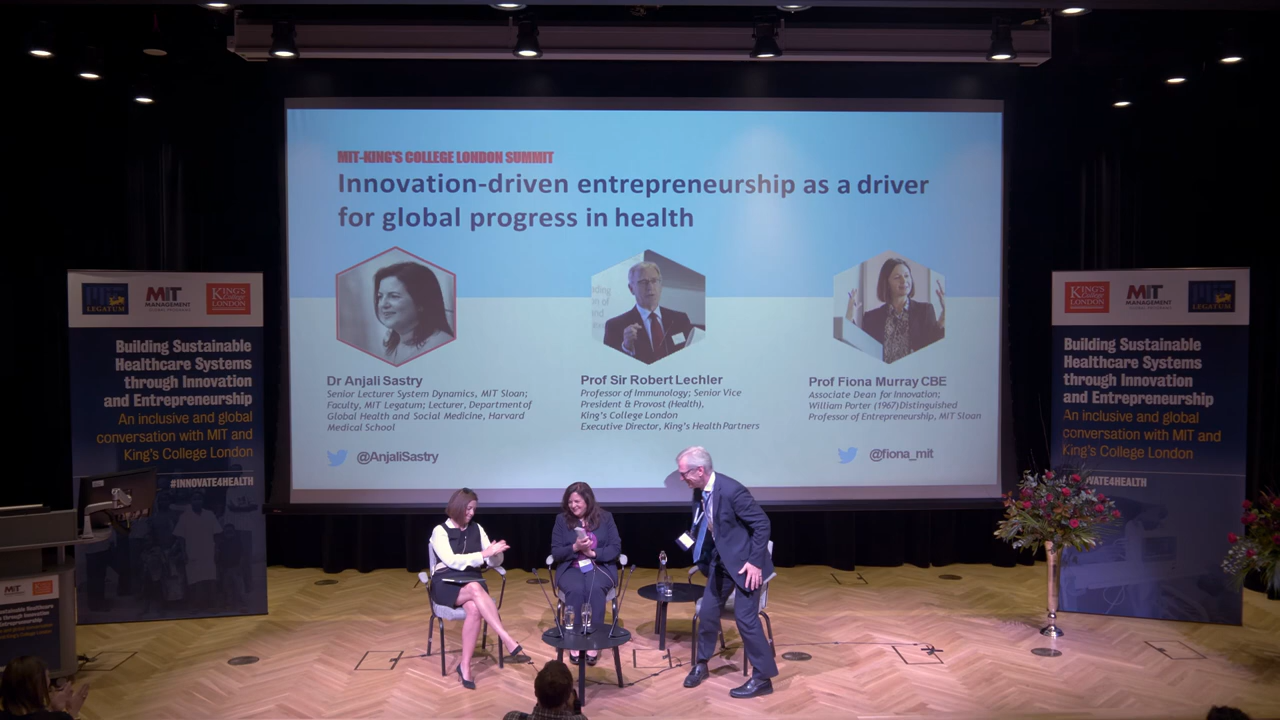 MIT-KING'S COLLEGE LONDON SUMMIT
Innovation-driven entrepreneurship as a driver
for global progress in health
Dr Anjali Sastry
Senior Lecturer System Dynamics, MIT Sloan;
Faculty, MIT Legatum; Lecturer, Department of
Global Health and Social Medicine, Harvard
Medical School
@AnjaliSastry
Prof Sir Robert Lechler
Professor of Immunology; Senior Vice
President & Provost (Health),
King's College London
Executive Director, King's Health Partners
Prof Fiona Murray CBE
Associate Dean for Innovation;
William Porter (1967) Distinguished
Professor of Entrepreneurship, MIT Sloan
@fiona_mit
LEGATUM
MIT
MANAGEMENT
KING'S
College
LONDON
Building Sustainable
Healthcare Systems
through Innovation
and Entrepreneurship
An inclusive and global
conversation with MIT and
King's College London
#INNOVATE4HEALTH
KING'S
College
LONDON
MIT
MANAGEMENT
LEGATUM
Building Sustainable
Healthcare Systems
through Innovation
and Entrepreneurship
An inclusive and global
conversation with MIT and
King's College London
VATE4HEALTH
MIT